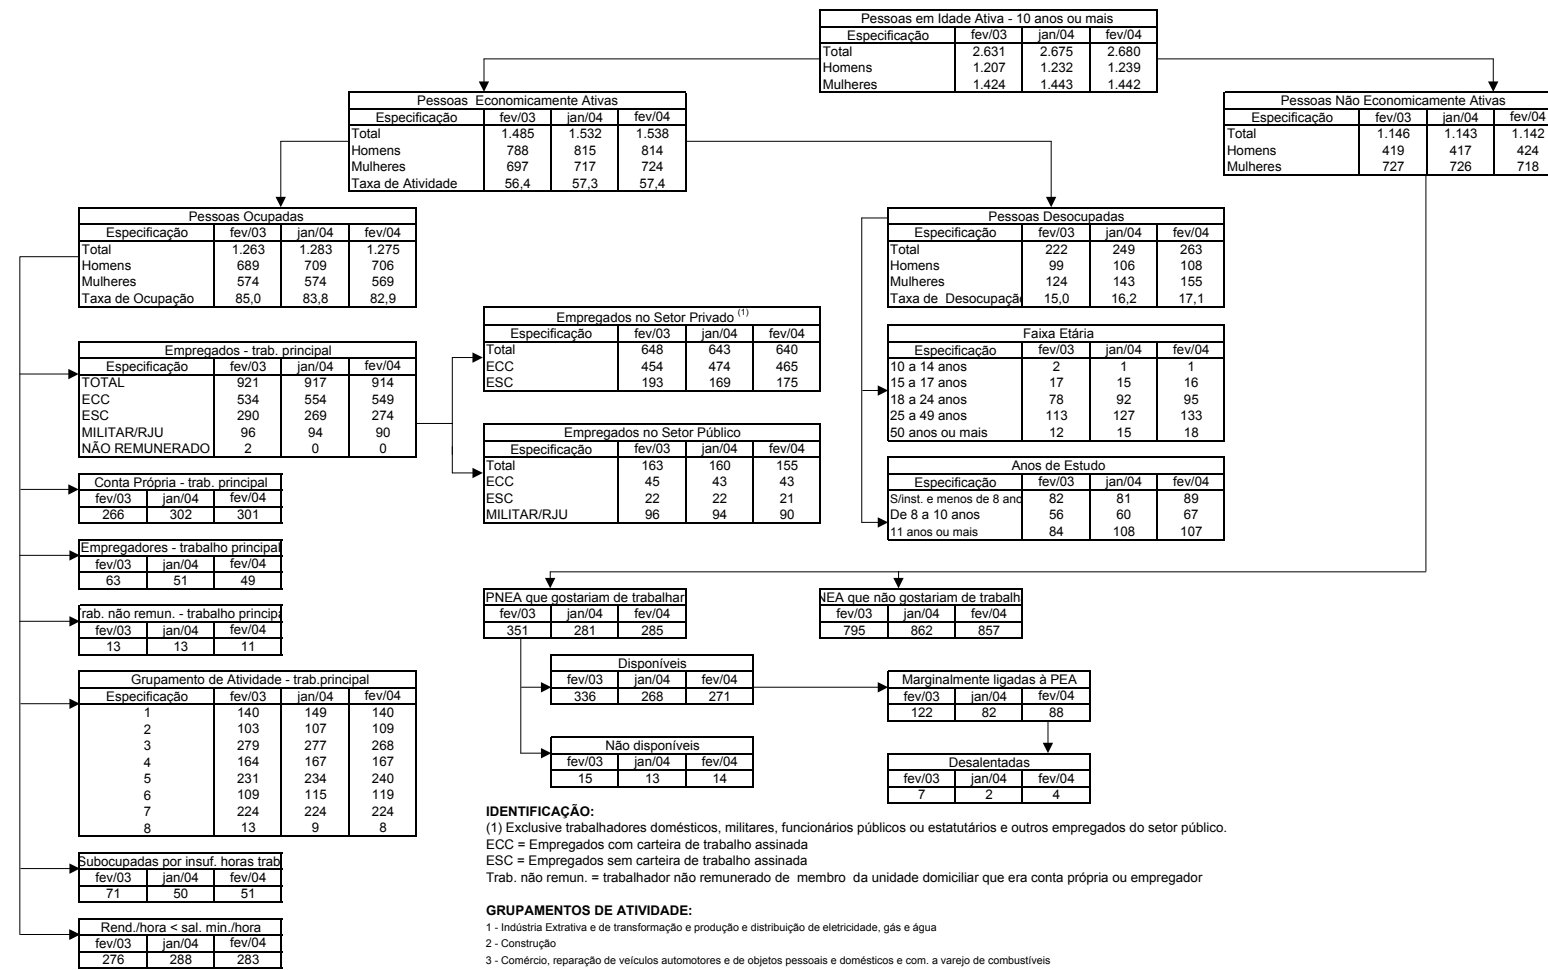 Pessoas em Idade Ativa - 10 anos ou mais
Especificação fev/03 jan/04 fev/04
Total 2.631 2.675 2.680
Homens 1.207 1.232 1.239
Mulheres 1.424 1.443 1.442
Pessoas Economicamente Ativas
Especificação fev/03 jan/04 fev/04
Total 1.485 1.532 1.538
Homens 788 815 814
Mulheres 697 717 724
Taxa de Atividade 56,4 57,3 57,4
Pessoas Não Economicamente Ativas
Especificação fev/03 jan/04 fev/04
Total 1.146 1.143 1.142
Homens 419 417 424
Mulheres 727 726 718
Pessoas Ocupadas
Especificação fev/03 jan/04 fev/04
Total 1.263 1.283 1.275
Homens 689 709 706
Mulheres 574 574 569
Taxa de Ocupação 85,0 83,8 82,9
Pessoas Desocupadas
Especificação fev/03 jan/04 fev/04
Total 222 249 263
Homens 99 106 108
Mulheres 124 143 155
Taxa de Desocupação 15,0 16,2 17,1
Empregados - trab. principal
Especificação fev/03 jan/04 fev/04
TOTAL 921 917 914
ECC 534 554 549
ESC 290 269 274
MILITAR/RJU 96 94 90
NÃO REMUNERADO 2 0 0
Empregados no Setor Privado (1)
Especificação fev/03 jan/04 fev/04
Total 648 643 640
ECC 454 474 465
ESC 193 169 175
Empregados no Setor Público
Especificação fev/03 jan/04 fev/04
Total 163 160 155
ECC 45 43 43
ESC 22 22 21
MILITAR/RJU 96 94 90
Faixa Etária
Especificação fev/03 jan/04 fev/04
10 a 14 anos 2 1 1
15 a 17 anos 17 15 16
18 a 24 anos 78 92 95
25 a 49 anos 113 127 133
50 anos ou mais 12 15 18
Anos de Estudo
Especificação fev/03 jan/04 fev/04
S/inst. e menos de 8 ano 82 81 89
De 8 a 10 anos 56 60 67
11 anos ou mais 84 108 107
Conta Própria - trab. principal
fev/03 jan/04 fev/04
266 302 301
Empregadores - trabalho principal
fev/03 jan/04 fev/04
63 51 49
Trab. não remun. - trabalho principa
fev/03 jan/04 fev/04
13 13 11
PNEA que gostariam de trabalhar
fev/03 jan/04 fev/04
351 281 285
NEA que não gostariam de trabalh
fev/03 jan/04 fev/04
795 862 857
Disponíveis
fev/03 jan/04 fev/04
336 268 271
Marginalmente ligadas à PEA
fev/03 jan/04 fev/04
122 82 88
Não disponíveis
fev/03 jan/04 fev/04
15 13 14
Desalentadas
fev/03 jan/04 fev/04
7 2 4
Grupamento de Atividade - trab.principal
Especificação fev/03 jan/04 fev/04
1 140 149 140
2 103 107 109
3 279 277 268
4 164 167 167
5 231 234 240
6 109 115 119
7 224 224 224
8 13 9 8
Subocupadas por insuf. horas trab
fev/03 jan/04 fev/04
71 50 51
Rend./hora < sal. min./hora
fev/03 jan/04 fev/04
276 288 283
IDENTIFICAÇÃO:
(1) Exclusive trabalhadores domésticos, militares, funcionários públicos ou estatutários e outros empregados do setor público.
ECC = Empregados com carteira de trabalho assinada
ESC = Empregados sem carteira de trabalho assinada
Trab. não remun. = trabalhador não remunerado de membro da unidade domiciliar que era conta própria ou empregador
GRUPAMENTOS DE ATIVIDADE:
1 - Indústria Extrativa e de transformação e produção e distribuição de eletricidade, gás e água
2 - Construção
3 - Comércio, reparação de veículos automotores e de objetos pessoais e domésticos e com. a varejo de combustíveis